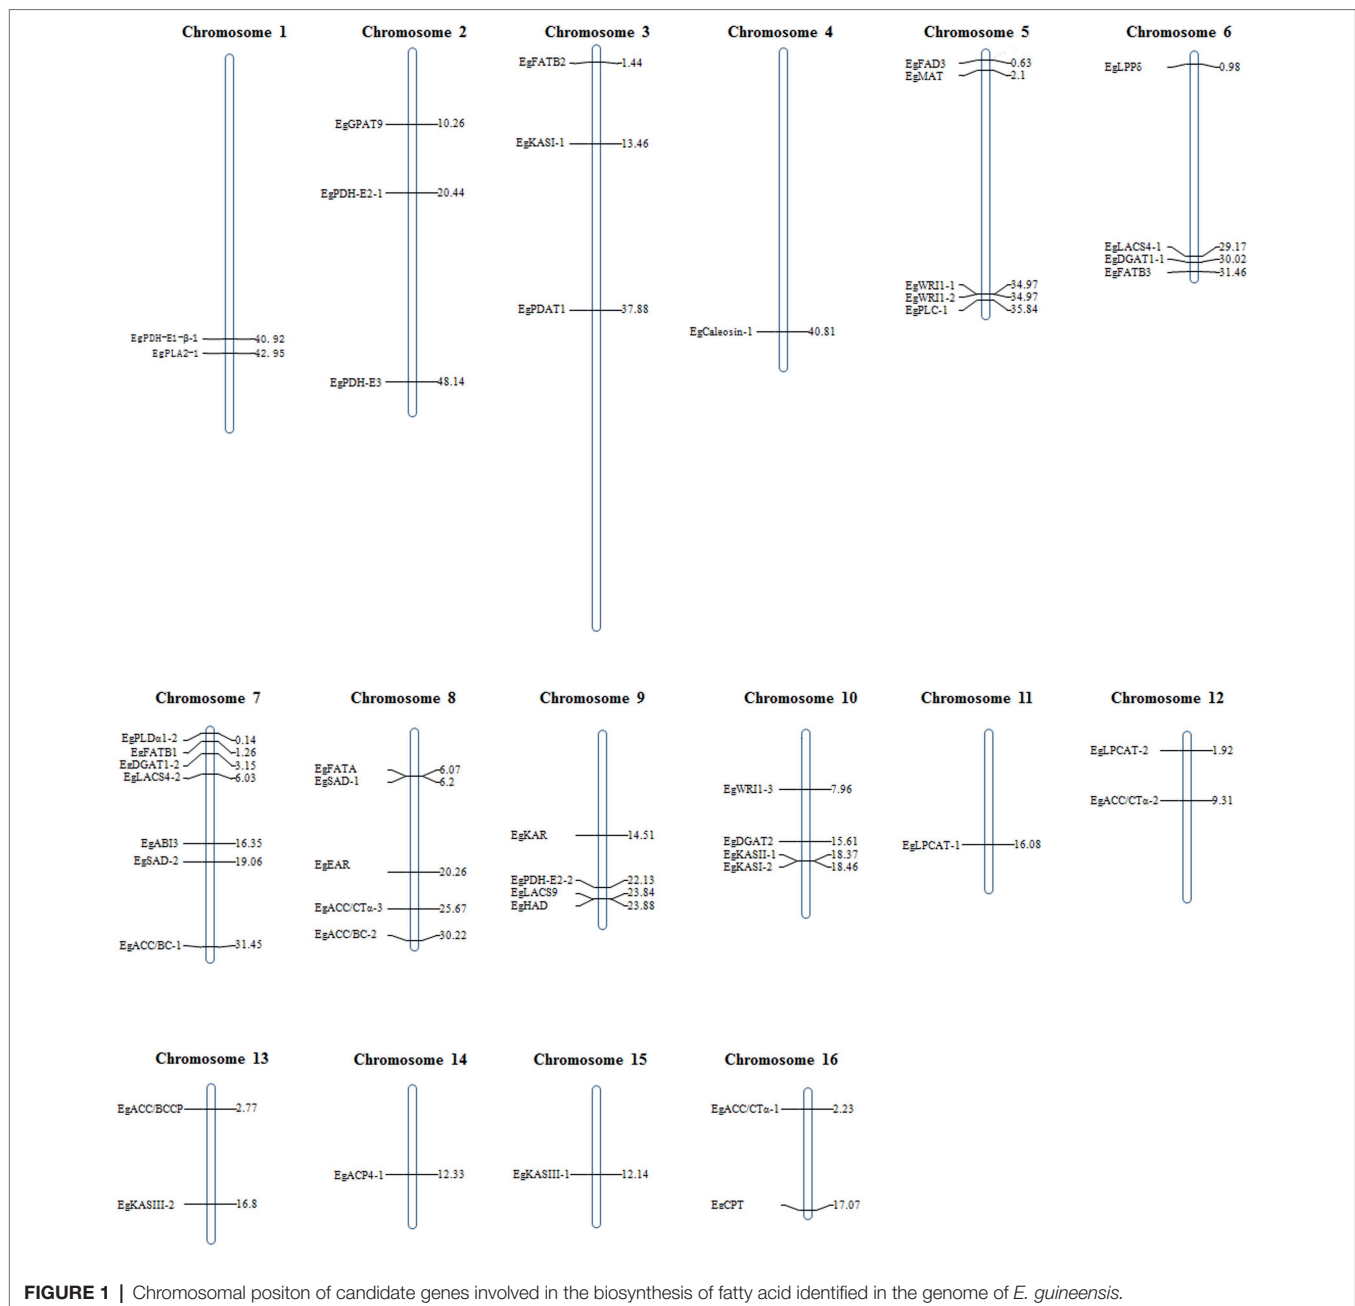 Chromosome 1
EgPDH-E1-β-1 40.92
EgPLA2-1 42.95
Chromosome 2
EgGPAT9 10.26
EgPDH-E2-1 20.44
EgPDH-E3 48.14
Chromosome 3
EgFATB2 1.44
EgKASI-1 13.46
EgPDAT1 37.88
Chromosome 4
EgCaleosin-1 40.81
Chromosome 5
EgFAD3 0.63
EgMAT 2.1
EgWRI1-1 34.97
EgWRI1-2 34.97
EgPLC-1 35.84
Chromosome 6
EgLPPδ 0.98
EgLACS4-1 29.17
EgDGAT1-1 30.02
EgFATB3 31.46
Chromosome 7
EgPLDα1-2 0.14
EgFATB1 1.26
EgDGAT1-2 3.15
EgLACS4-2 6.03
EgABI3 16.35
EgSAD-2 19.06
EgACC/BC-1 31.45
Chromosome 8
EgFATA 6.07
EgSAD-1 6.2
EgEAR 20.26
EgACC/CTα-3 25.67
EgACC/BC-2 30.22
Chromosome 9
EgKAR 14.51
EgPDH-E2-2 22.13
EgLACS9 23.84
EgHAD 23.88
Chromosome 10
EgWRI1-3 7.96
EgDGAT2 15.61
EgKASII-1 18.37
EgKASI-2 18.46
Chromosome 11
EgLPCAT-1 16.08
Chromosome 12
EgLPCAT-2 1.92
EgACC/CTα-2 9.31
Chromosome 13
EgACC/BCCP 2.77
EgKASIII-2 16.8
Chromosome 14
EgACP4-1 12.33
Chromosome 15
EgKASIII-1 12.14
Chromosome 16
EgACC/CTα-1 2.23
EgCPT 17.07
FIGURE 1 | Chromosomal positon of candidate genes involved in the biosynthesis of fatty acid identified in the genome of E. guineensis.